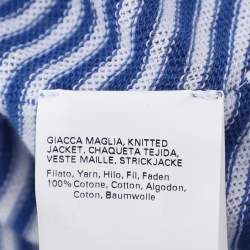 GIACCA MAGLIA, KNITTED
JACKET, CHAQUETA TEJIDA,
VESTE MAILLE, STRICKJACKE
Filato, Yarn, Hilo, Fil, Faden
100% Cotone, Cotton, Algodon,
Coton, Baumwolle